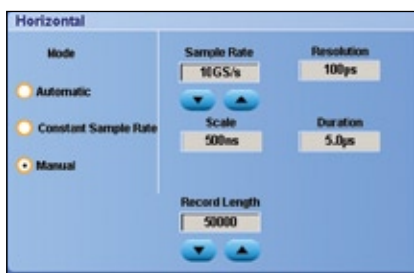 Horizontal
Mode
Automatic
Constant Sample Rate
Manual
Sample Rate
10GS/s
Resolution
100ps
Scale
500ns
Duration
5.0µs
Record Length
50000